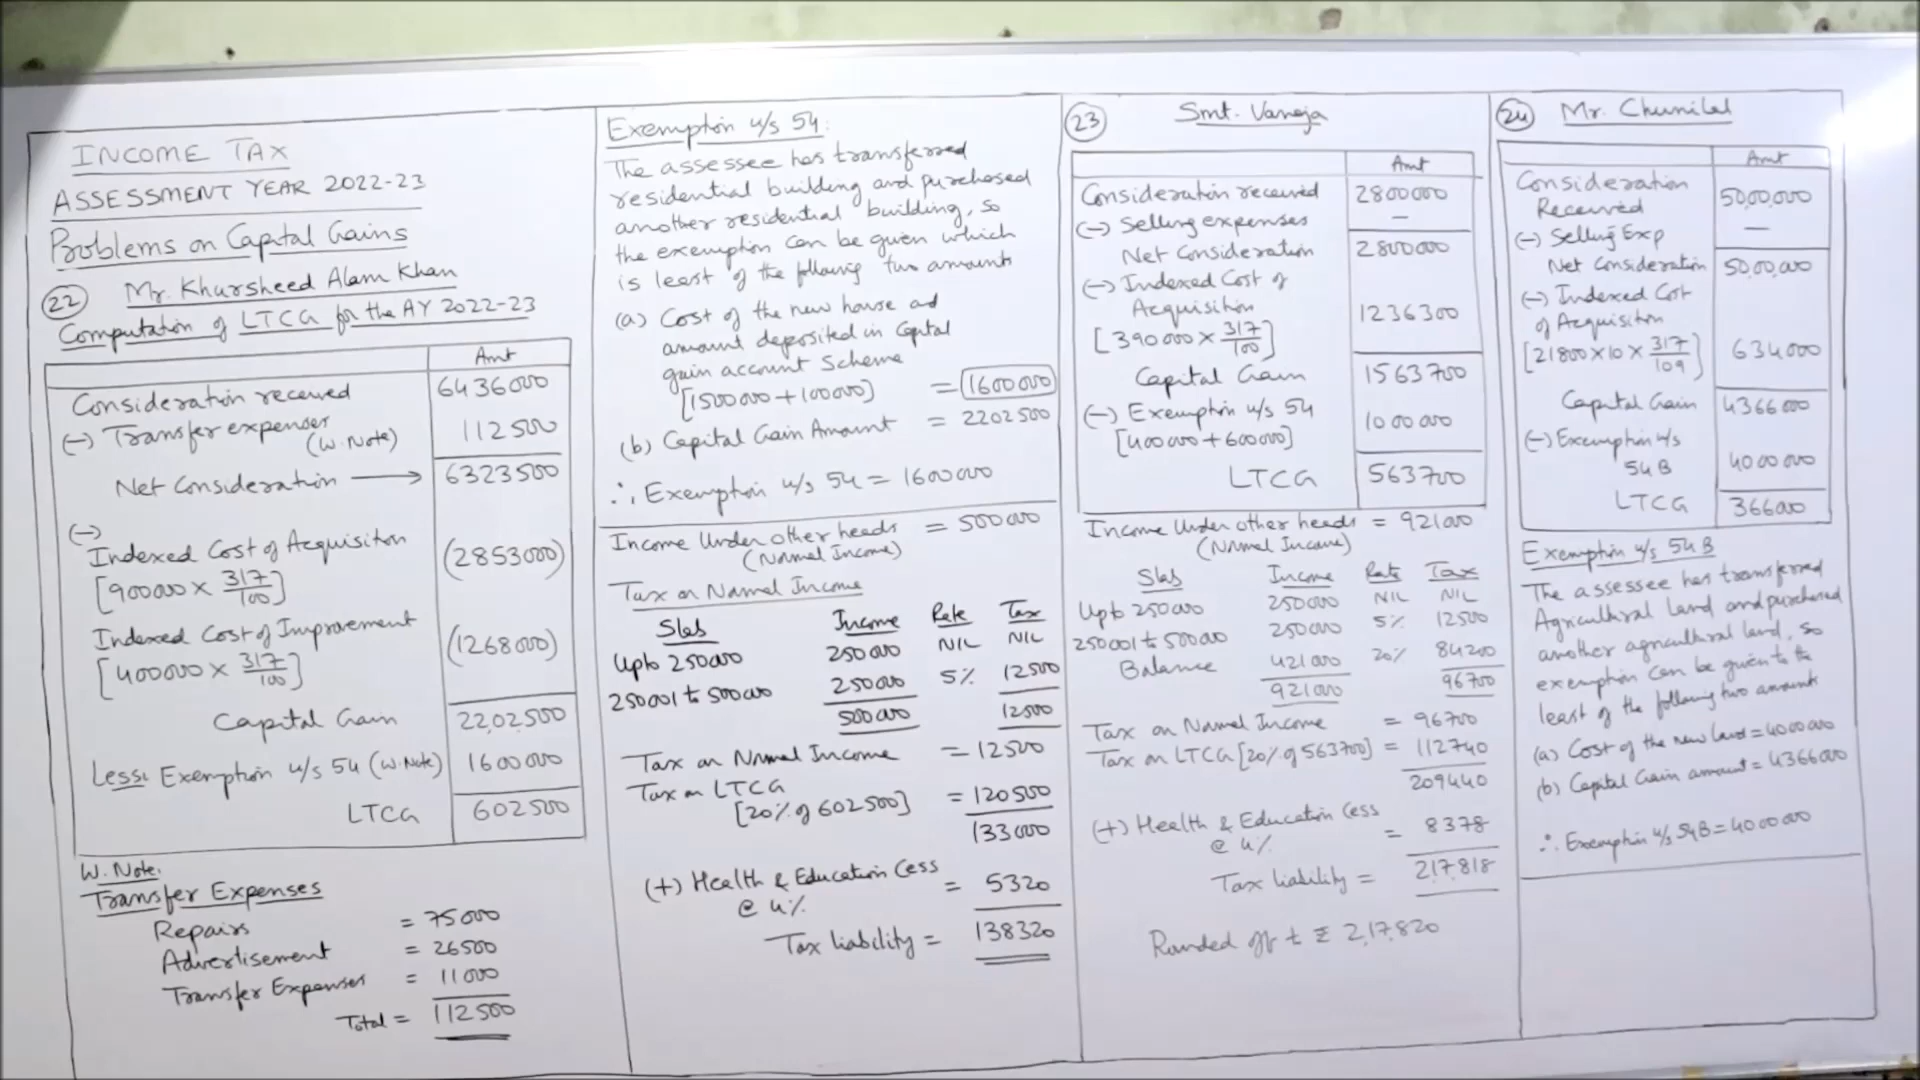 INCOME TAX
ASSESSMENT YEAR 2022-23
Problems on Capital Gains
22 Mr. Khursheed Alam Khan
Computation of LTCG for the AY 2022-23
Amt
Consideration received 6436000
(-) Transfer expenses 112500
(W.Note)
Net Consideration → 6323500
(-)
Indexed Cost of Acquisition (2853000)
[900000 × 317/100]
Indexed Cost of Improvement (1268000)
[400000 × 317/100]
Capital Gain 22,02,500
Less: Exemption u/s 54 (W.Note) 1600000
LTCG 602500
W. Note.
Transfer Expenses
Repairs = 75000
Advertisement = 26500
Transfer Expenses = 11000
Total = 112500
Exemption u/s 54:
The assessee has transferred
residential building and purchased
another residential building, so
the exemption can be given which
is least of the following two amounts
(a) Cost of the new house and
amount deposited in Capital
gain account Scheme
[1500000 + 100000] = 1600000
(b) Capital Gain Amount = 2202500
∴ Exemption u/s 54 = 1600000
Income Under other heads = 500000
(Normal Income)
Tax on Normal Income
Slab Income Rate Tax
Upto 250000 250000 NIL NIL
250001 to 500000 250000 5% 12500
500000 12500
Tax on Normal Income = 12500
Tax on LTCG
[20% of 602500] = 120500
133000
(+) Health & Education Cess
@ 4% = 5320
Tax liability = 138320
23 Smt. Vanaja
Amt
Consideration received 2800000
(-) Selling expenses —
Net Consideration 2800000
(-) Indexed Cost of
Acquisition 1236300
[390000 × 317/100]
Capital Gain 1563700
(-) Exemption u/s 54 1000000
[400000 + 600000]
LTCG 563700
Income Under other heads = 921000
(Normal Income)
Slab Income Rate Tax
Upto 250000 250000 NIL NIL
250001 to 500000 250000 5% 12500
Balance 421000 20% 84200
921000 96700
Tax on Normal Income = 96700
Tax on LTCG [20% of 563700] = 112740
209440
(+) Health & Education Cess
@ 4% = 8378
Tax liability = 2,17,818
Rounded off to ₹ 2,17,820
24 Mr. Chunilal
Amt
Consideration
Received 50,00,000
(-) Selling Exp —
Net Consideration 50,00,000
(-) Indexed Cost
of Acquisition
[21800 × 10 × 317/109] 634000
Capital Gain 4366000
(-) Exemption u/s
54B 4000000
LTCG 366000
Exemption u/s 54B
The assessee has transferred
Agricultural Land and purchased
another agricultural land, so
exemption can be given to the
least of the following two amounts
(a) Cost of the new land = 4000000
(b) Capital Gain amount = 4366000
∴ Exemption u/s 54B = 4000000